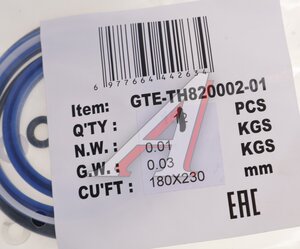 6977664442634
Item: GTE-TH820002-01
Q'TY : PCS
N.W. : 0.01 KGS
G.W. : 0.03 KGS
CU'FT : 180X230 mm
EAC